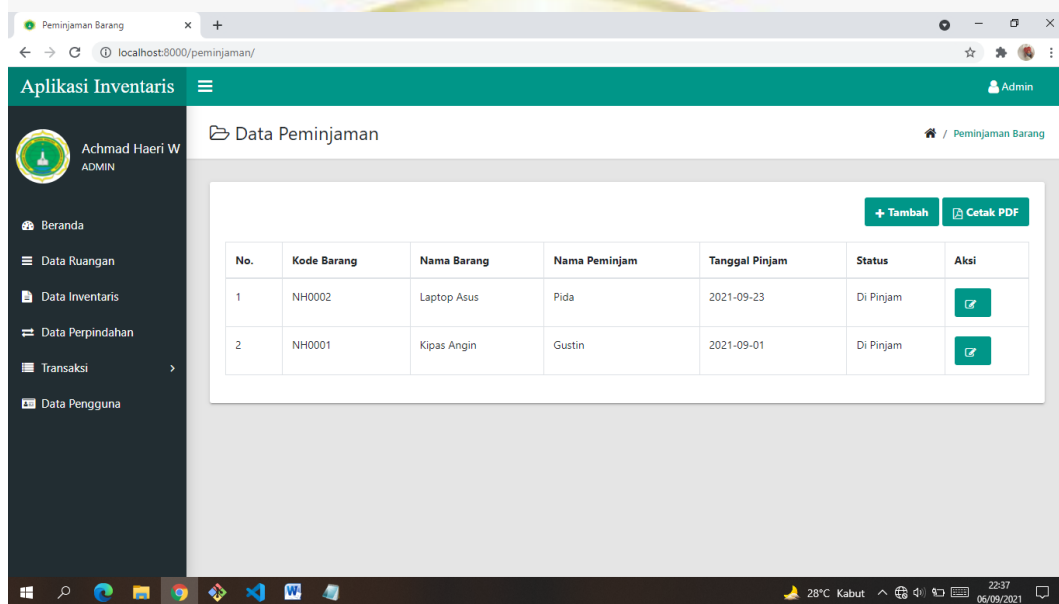 Peminjaman Barang
localhost:8000/peminjaman/
Aplikasi Inventaris
Admin
Achmad Haeri W
ADMIN
Data Peminjaman
/ Peminjaman Barang
Beranda
Data Ruangan
Data Inventaris
Data Perpindahan
Transaksi
Data Pengguna
+ Tambah Cetak PDF
No. Kode Barang Nama Barang Nama Peminjam Tanggal Pinjam Status Aksi
1 NH0002 Laptop Asus Pida 2021-09-23 Di Pinjam
2 NH0001 Kipas Angin Gustin 2021-09-01 Di Pinjam
28°C Kabut
22:37
06/09/2021